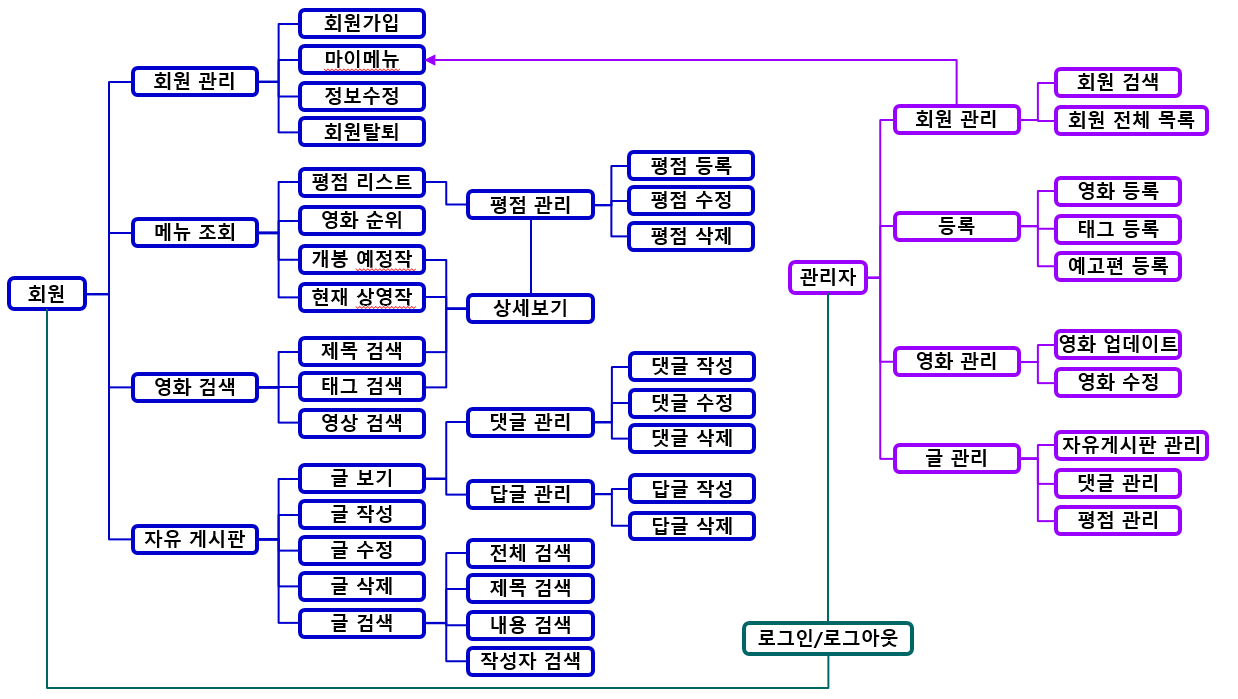 회원
회원 관리
회원가입
마이메뉴
정보수정
회원탈퇴
메뉴 조회
평점 리스트
영화 순위
개봉 예정작
현재 상영작
평점 관리
평점 등록
평점 수정
평점 삭제
상세보기
영화 검색
제목 검색
태그 검색
영상 검색
자유 게시판
글 보기
글 작성
글 수정
글 삭제
글 검색
댓글 관리
댓글 작성
댓글 수정
댓글 삭제
답글 관리
답글 작성
답글 삭제
전체 검색
제목 검색
내용 검색
작성자 검색
관리자
회원 관리
회원 검색
회원 전체 목록
등록
영화 등록
태그 등록
예고편 등록
영화 관리
영화 업데이트
영화 수정
글 관리
자유게시판 관리
댓글 관리
평점 관리
로그인/로그아웃